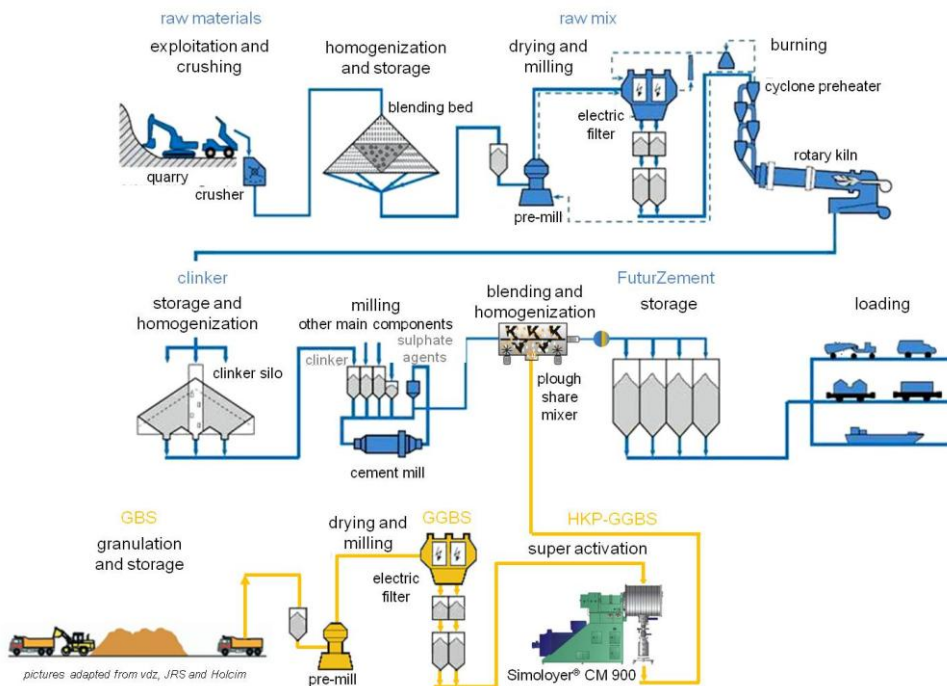 raw materials
exploitation and
crushing
quarry
crusher
homogenization
and storage
blending bed
raw mix
drying and
milling
electric
filter
pre-mill
burning
cyclone preheater
rotary kiln
clinker
storage and
homogenization
clinker silo
milling
other main components
clinker
sulphate
agents
cement mill
blending and
homogenization
plough
share
mixer
FuturZement
storage
loading
GBS
granulation
and storage
pictures adapted from vdz, JRS and Holcim
drying and
milling
pre-mill
GGBS
electric
filter
HKP-GGBS
super activation
Simoloyer® CM 900